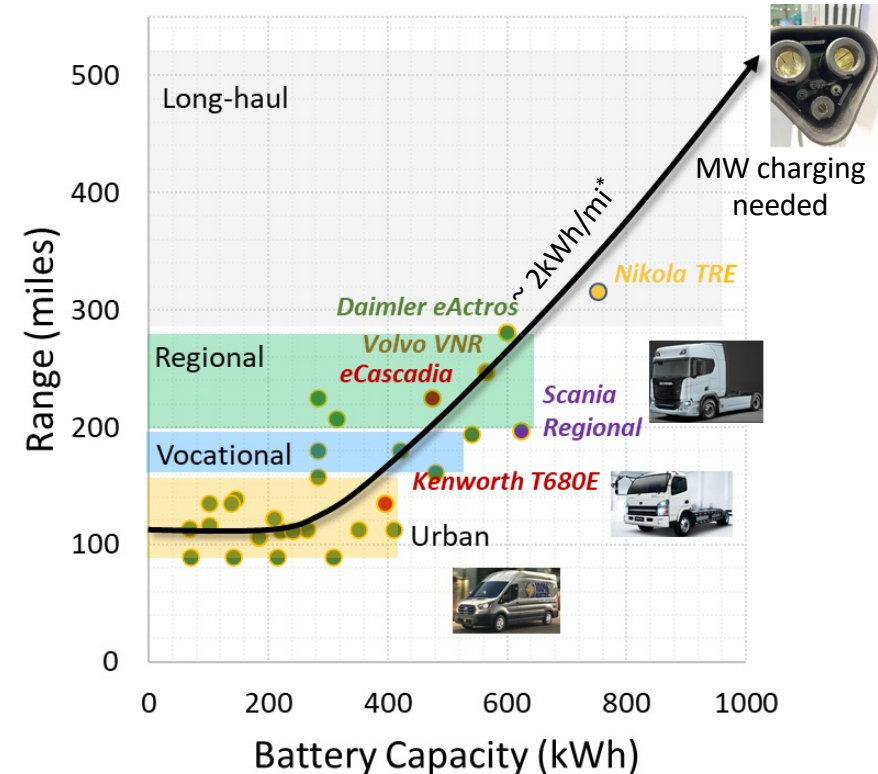 500
400
300
200
100
0
Range (miles)
Long-haul
MW charging
needed
~ 2kWh/mi*
Nikola TRE
Daimler eActros
Volvo VNR
Regional
eCascadia
Scania
Regional
Vocational
Kenworth T680E
Urban
0
200
400
600
800
1000
Battery Capacity (kWh)